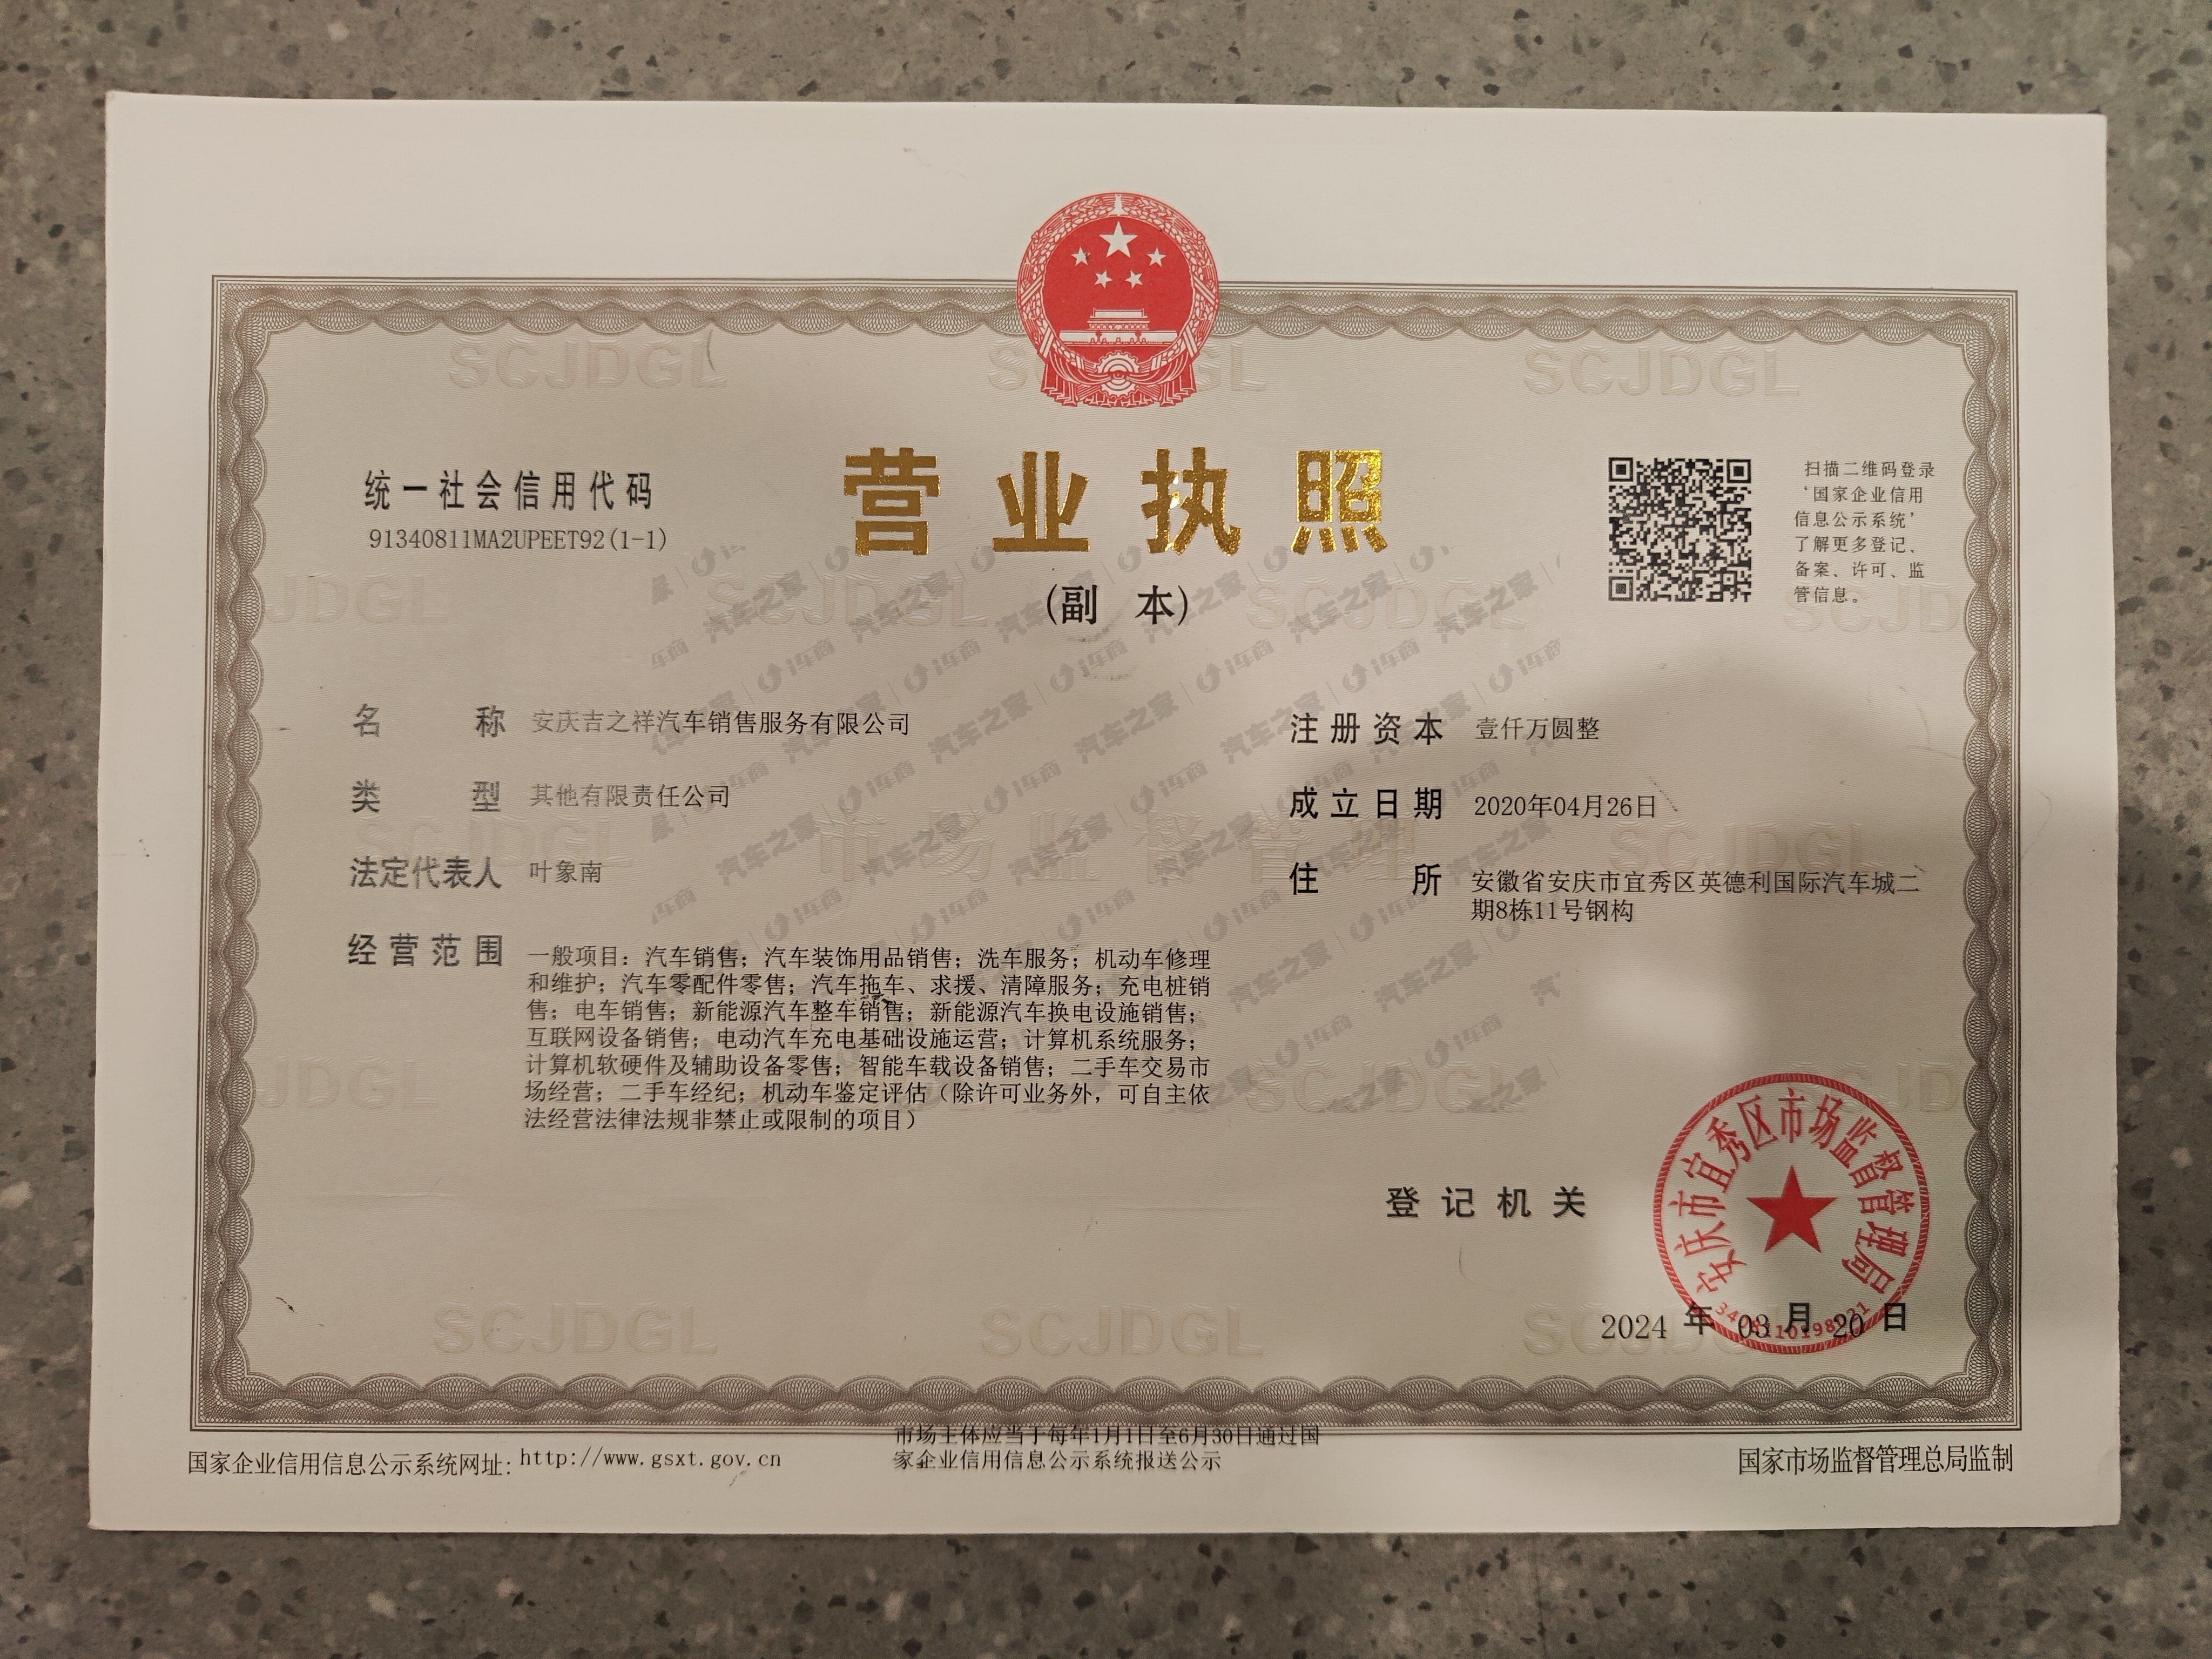 统一社会信用代码
91340811MA2UPEET92(1-1)
营业执照
(副 本)
扫描二维码登录
‘国家企业信用
信息公示系统’
了解更多登记、
备案、许可、监
管信息。
名 称 安庆吉之祥汽车销售服务有限公司
类 型 其他有限责任公司
法定代表人 叶象南
经营范围 一般项目：汽车销售；汽车装饰用品销售；洗车服务；机动车修理
和维护；汽车零配件零售；汽车拖车、求援、清障服务；充电桩销
售；电车销售；新能源汽车整车销售；新能源汽车换电设施销售；
互联网设备销售；电动汽车充电基础设施运营；计算机系统服务；
计算机软硬件及辅助设备零售；智能车载设备销售；二手车交易市
场经营；二手车经纪；机动车鉴定评估（除许可业务外，可自主依
法经营法律法规非禁止或限制的项目）
注册资本 壹仟万圆整
成立日期 2020年04月26日
住 所 安徽省安庆市宜秀区英德利国际汽车城二
期8栋11号钢构
登记机关
安庆市宜秀区市场监督管理局
2024 年 03 月 20 日
国家企业信用信息公示系统网址: http://www.gsxt.gov.cn
市场主体应当于每年1月1日至6月30日通过国
家企业信用信息公示系统报送公示
国家市场监督管理总局监制
SCJDGL
市场监督管理
汽车之家 | i车商